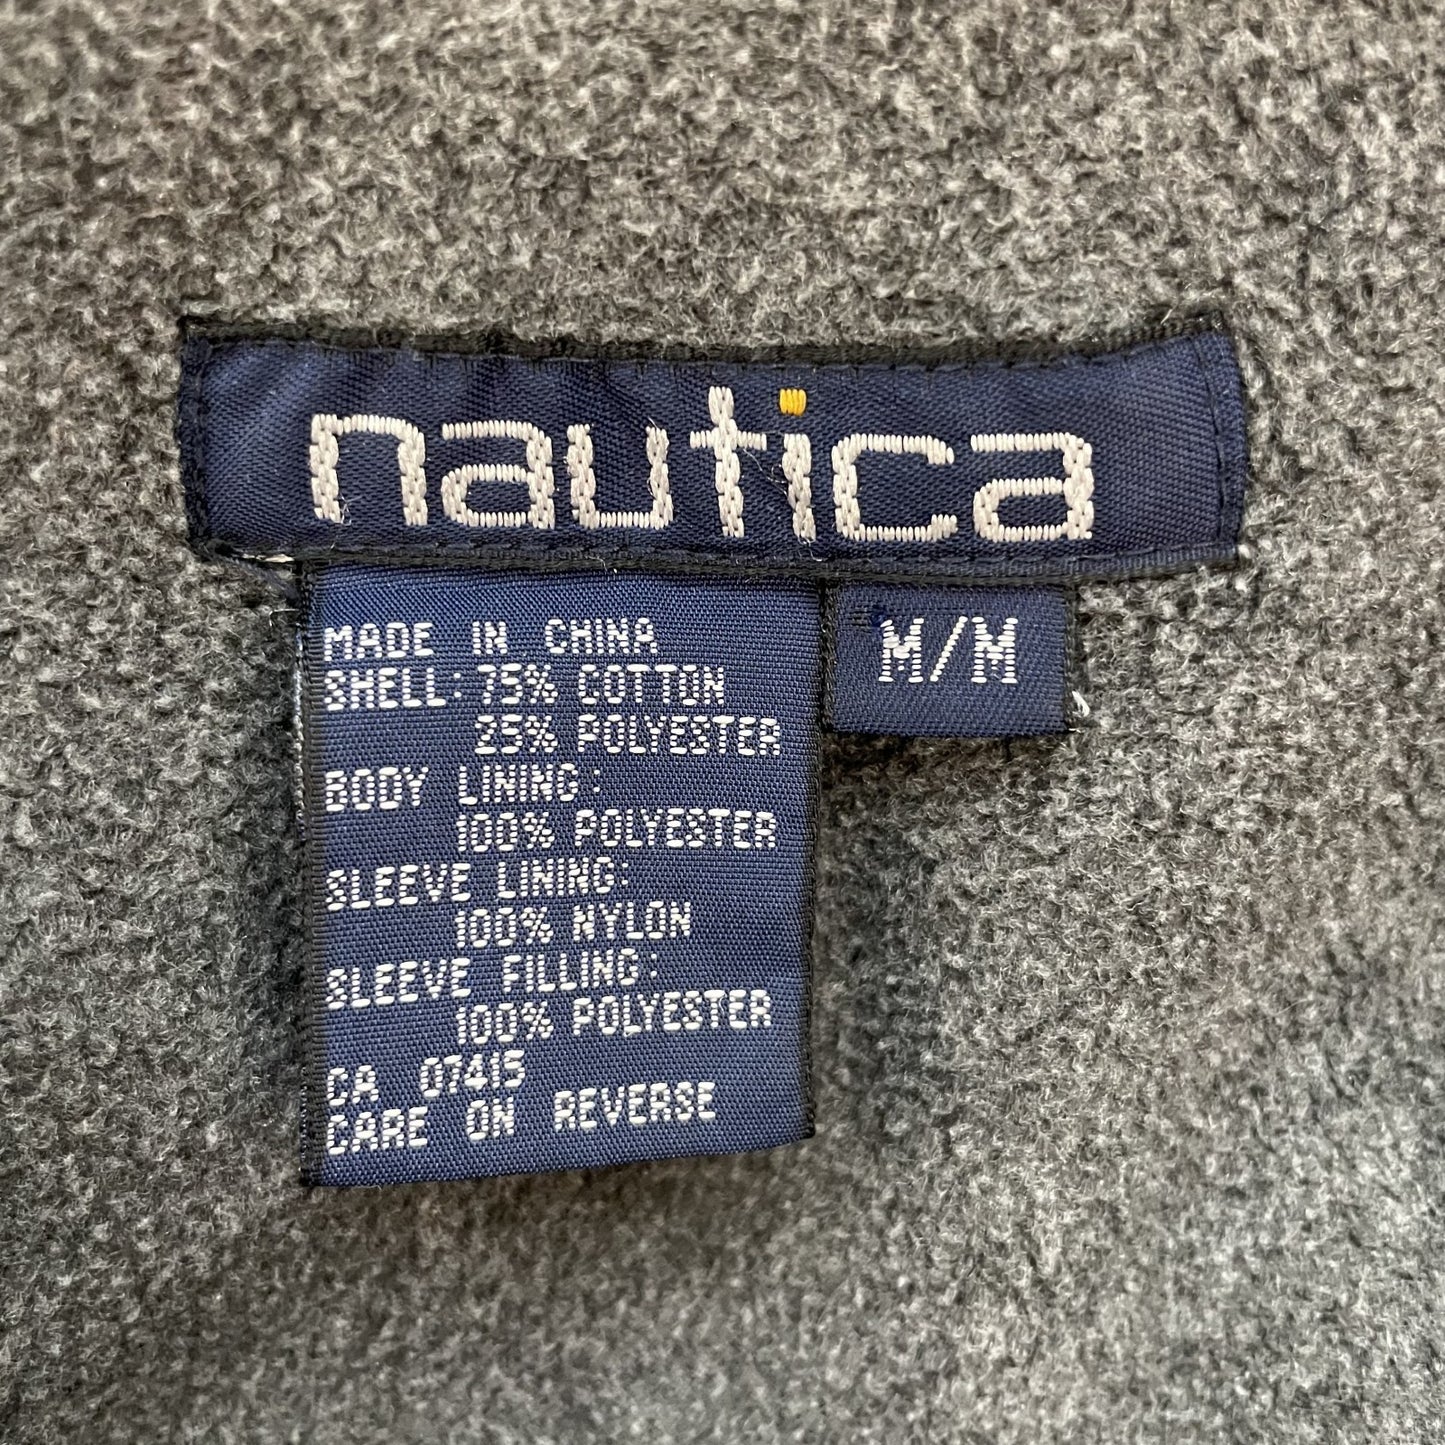 nautica
M/M
MADE IN CHINA
SHELL: 75% COTTON
25% POLYESTER
BODY LINING:
100% POLYESTER
SLEEVE LINING:
100% NYLON
SLEEVE FILLING:
100% POLYESTER
CA 07415
CARE ON REVERSE